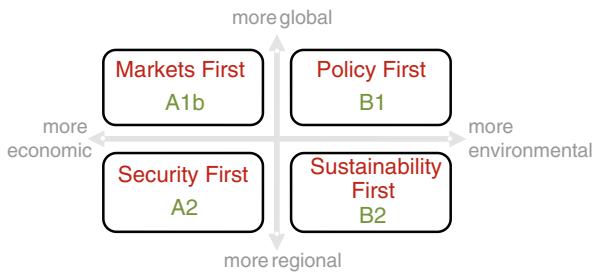 more global
Markets First
A1b
Policy First
B1
more
economic
more
environmental
Security First
A2
Sustainability
First
B2
more regional